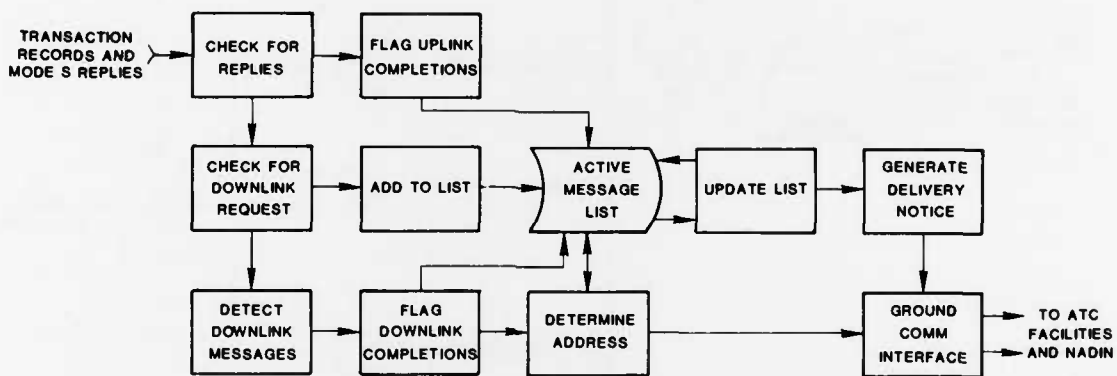 TRANSACTION
RECORDS AND
MODE S REPLIES
CHECK FOR
REPLIES
FLAG UPLINK
COMPLETIONS
CHECK FOR
DOWNLINK
REQUEST
ADD TO LIST
ACTIVE
MESSAGE
LIST
UPDATE LIST
GENERATE
DELIVERY
NOTICE
DETECT
DOWNLINK
MESSAGES
FLAG
DOWNLINK
COMPLETIONS
DETERMINE
ADDRESS
GROUND
COMM
INTERFACE
TO ATC
FACILITIES
AND NADIN